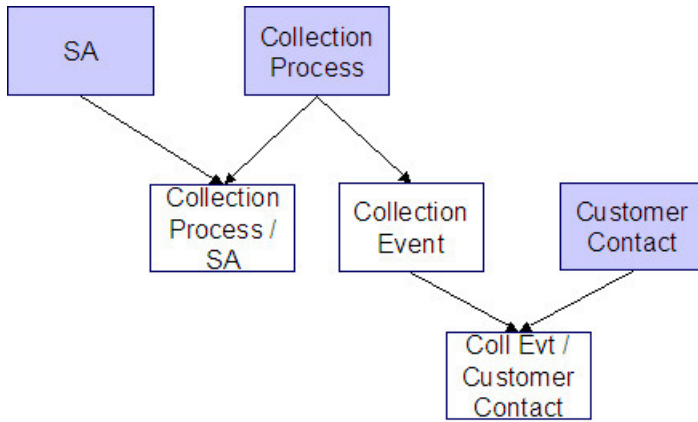 SA
Collection
Process
Collection
Process /
SA
Collection
Event
Customer
Contact
Coll Evt /
Customer
Contact